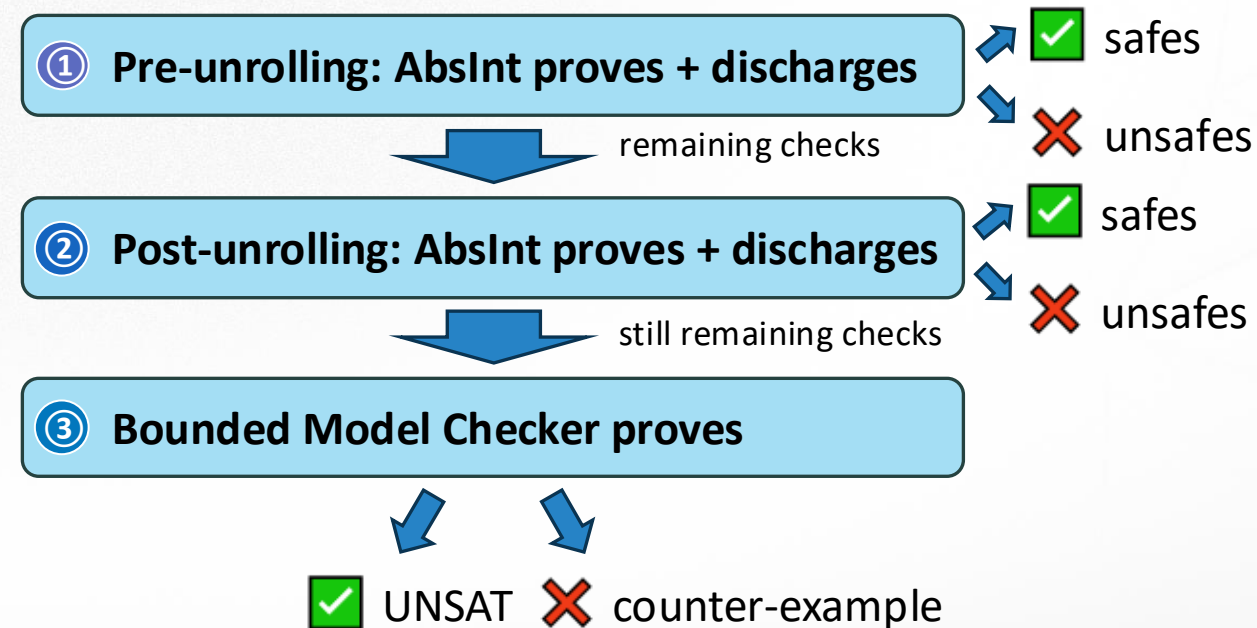 ① Pre-unrolling: AbsInt proves + discharges
safes
unsafes
remaining checks
② Post-unrolling: AbsInt proves + discharges
safes
unsafes
still remaining checks
③ Bounded Model Checker proves
UNSAT counter-example